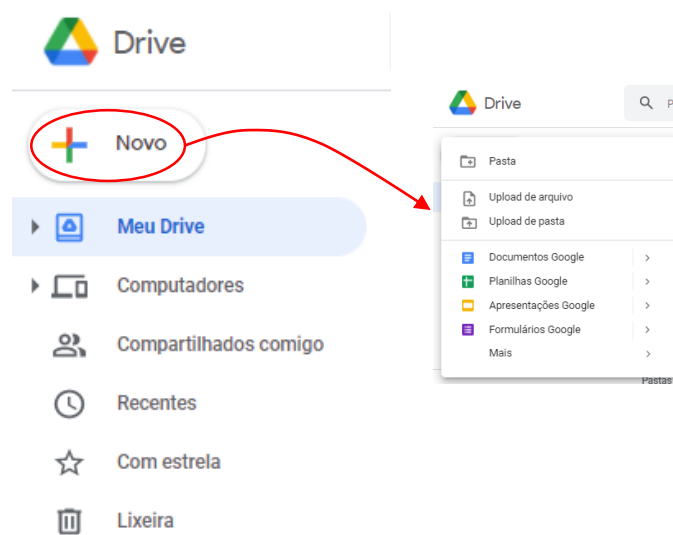 Drive
Novo
Meu Drive
Computadores
Compartilhados comigo
Recentes
Com estrela
Lixeira
Drive
P
Pasta
Upload de arquivo
Upload de pasta
Documentos Google
Planilhas Google
Apresentações Google
Formulários Google
Mais
Pastas